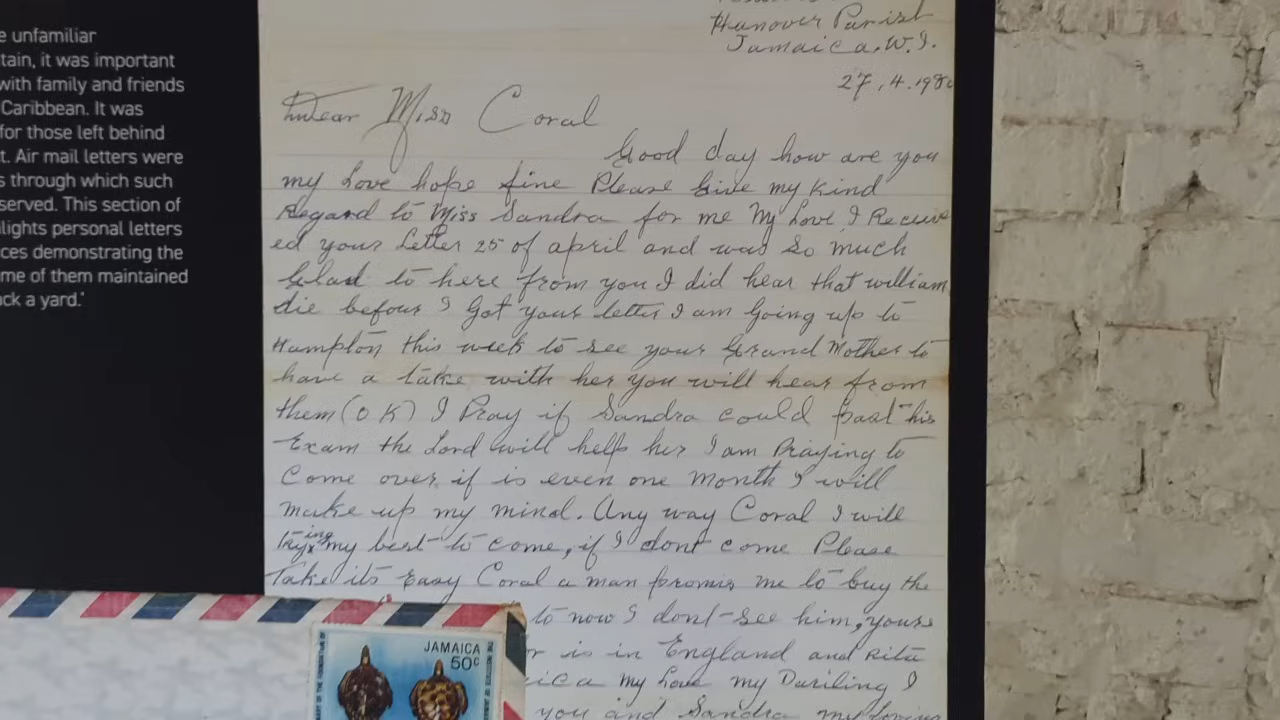 e unfamiliar
tain, it was important
with family and friends
Caribbean. It was
for those left behind
t. Air mail letters were
s through which such
served. This section of
lights personal letters
ces demonstrating the
me of them maintained
ck a yard.'
Hanover Parist
Jamaica. W. I.
27.4.1980
Dear Miss Coral
Good day how are you
my Love hope fine Please Give my Kind
Regard to Miss Sandra for me My Love I Receiv
ed your Letter 25 of april and was so much
Glad to here from you I did hear that william
die befour I Got your letter I am Going up to
Hampton this week to see your Grand Mother to
have a take with her you will hear from
them (O K) I Pray if Sandra could past his
Exam the Lord will help her I am Praying to
Come over if is even one month I will
make up my mind. Any way Coral I will
trying my best to come, if I dont come Please
Take its Easy Coral a man promis me to buy the
to now I dont-see him, yours
r is in England and Rita
ica my Love my Dariling I
you and Sandra my Loving
JAMAICA
50c